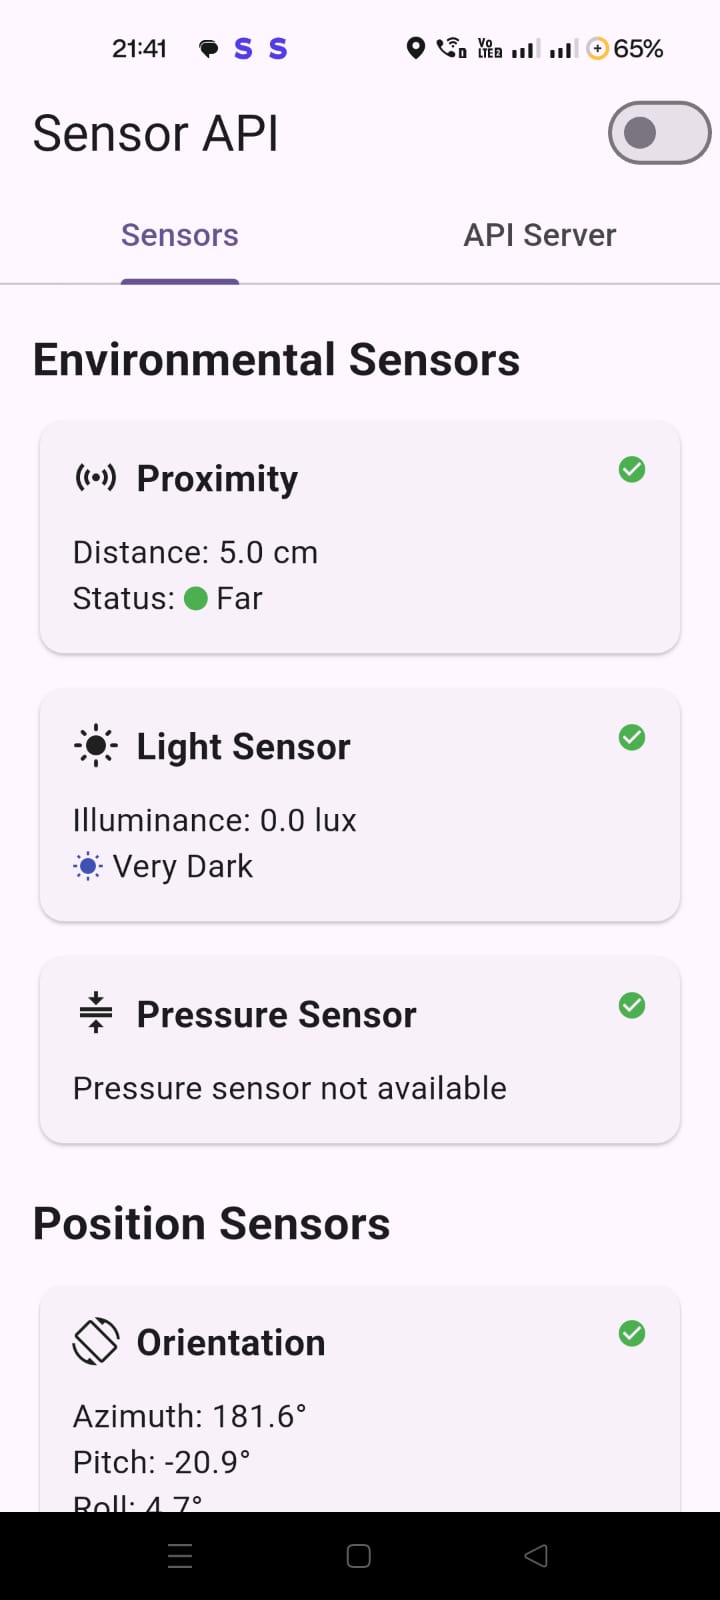 21:41 S S Vo LTE2 65%
Sensor API
Sensors API Server
Environmental Sensors
Proximity
Distance: 5.0 cm
Status: Far
Light Sensor
Illuminance: 0.0 lux
Very Dark
Pressure Sensor
Pressure sensor not available
Position Sensors
Orientation
Azimuth: 181.6°
Pitch: -20.9°
Roll: 4.7°